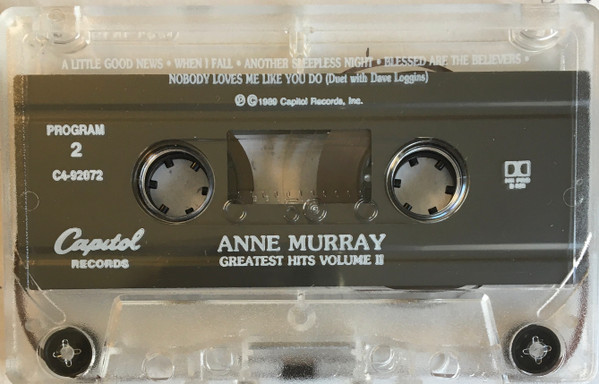 A LITTLE GOOD NEWS • WHEN I FALL • ANOTHER SLEEPLESS NIGHT • BLESSED ARE THE BELIEVERS •
NOBODY LOVES ME LIKE YOU DO (Duet with Dave Loggins)
℗ © 1989 Capitol Records, Inc.
PROGRAM
2
C4-92072
Capitol
RECORDS
ANNE MURRAY
GREATEST HITS VOLUME II